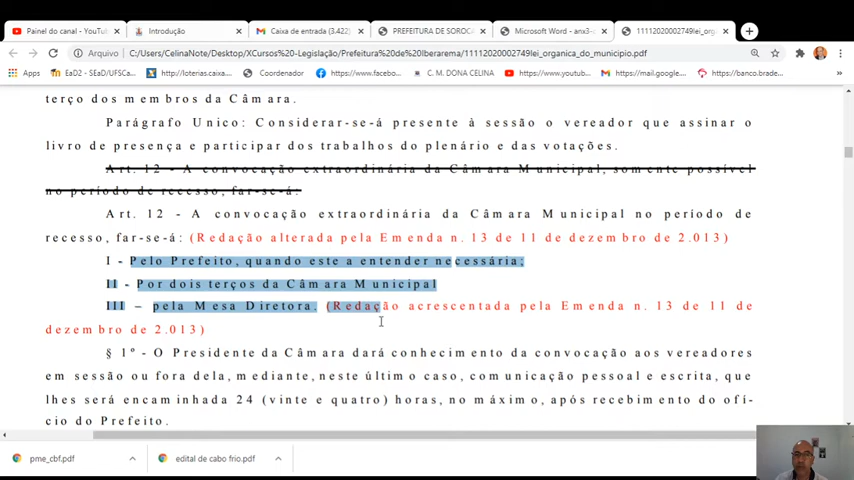 Painel do canal - YouTu
Introdução
Caixa de entrada (3.422)
PREFEITURA DE SOROCA
Microsoft Word - anx3-
11112020002749lei_organ
Arquivo
C:/Users/CelinaNote/Desktop/XCursos%20-Legislação/Prefeitura%20de%20Iberarema/11112020002749lei_organica_do_municipio.pdf
Apps
EaD2 - SEaD/UFSCa...
http://loterias.caixa...
Coordenador
https://www.facebo...
C. M. DONA CELINA
https://www.youtub...
https://mail.google....
https://banco.brade...
terço dos membros da Câmara.
Parágrafo Unico: Considerar-se-á presente à sessão o vereador que assinar o
livro de presença e participar dos trabalhos do plenário e das votações.
Art. 12 - A convocação extraordinária da Câmara Municipal, somente possível
no período de recesso, far-se-á:
Art. 12 - A convocação extraordinária da Câmara Municipal no período de
recesso, far-se-á: (Redação alterada pela Emenda n. 13 de 11 de dezembro de 2.013)
I - Pelo Prefeito, quando este a entender necessária;
II - Por dois terços da Câmara Municipal
III – pela Mesa Diretora. (Redação acrescentada pela Emenda n. 13 de 11 de
dezembro de 2.013)
§ 1º - O Presidente da Câmara dará conhecimento da convocação aos vereadores
em sessão ou fora dela, mediante, neste último caso, comunicação pessoal e escrita, que
lhes será encaminhada 24 (vinte e quatro) horas, no máximo, após recebimento do ofí-
cio do Prefeito.
pme_cbf.pdf
edital de cabo frio.pdf